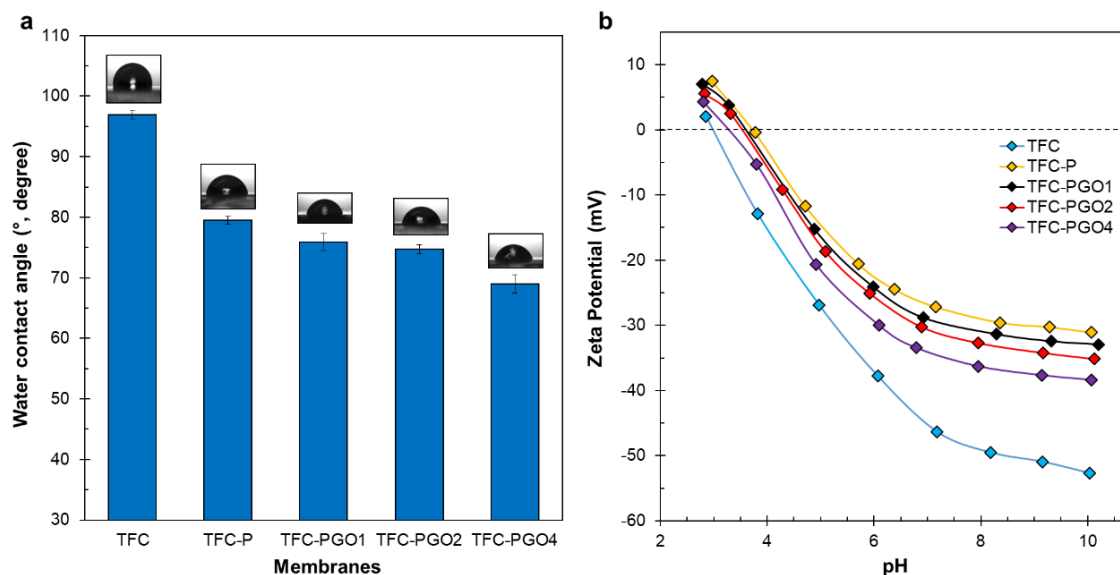 a
110
100
90
80
70
60
50
40
30
Water contact angle (°, degree)
TFC
TFC-P
TFC-PGO1
TFC-PGO2
TFC-PGO4
Membranes
b
10
0
-10
-20
-30
-40
-50
-60
Zeta Potential (mV)
2
4
6
8
10
pH
TFC
TFC-P
TFC-PGO1
TFC-PGO2
TFC-PGO4